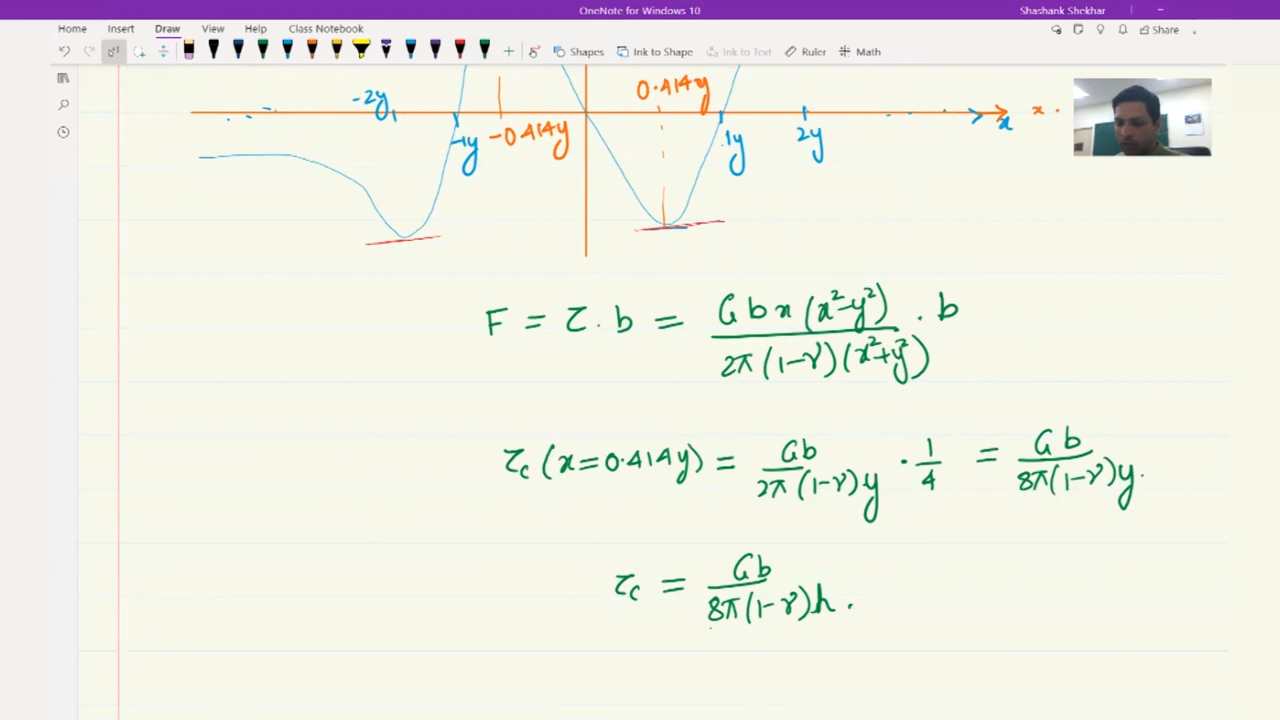 OneNote for Windows 10
Shashank Shekhar
Home Insert Draw View Help Class Notebook
Share
Shapes Ink to Shape Ink to Text Ruler Math
-2y -1y -0.414y 0.414y 1y 2y x x
F = τ.b = Gbx(x²-y²) / 2π(1-ν)(x²+y²) . b
τc (x=0.414y) = Gb / 2π(1-ν)y . 1/4 = Gb / 8π(1-ν)y.
τc = Gb / 8π(1-ν)h.